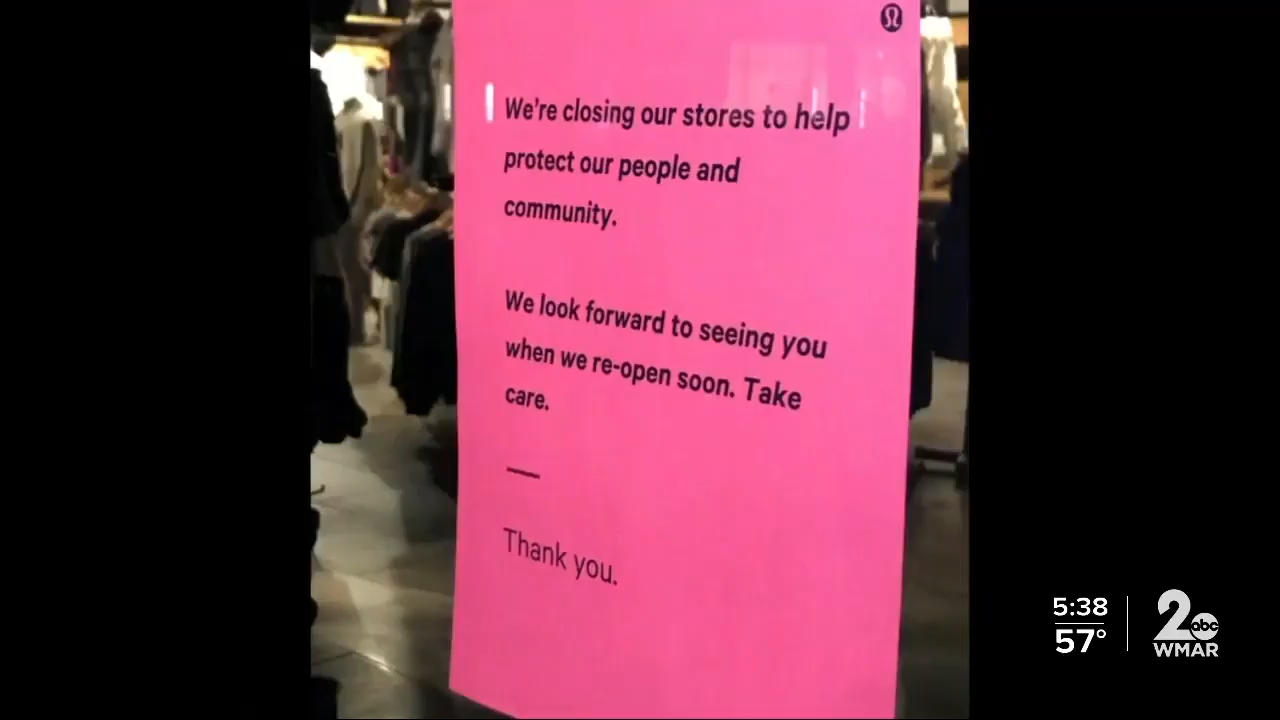 We're closing our stores to help
protect our people and
community.
We look forward to seeing you
when we re-open soon. Take
care.
Thank you.
5:38
57°
2 abc
WMAR